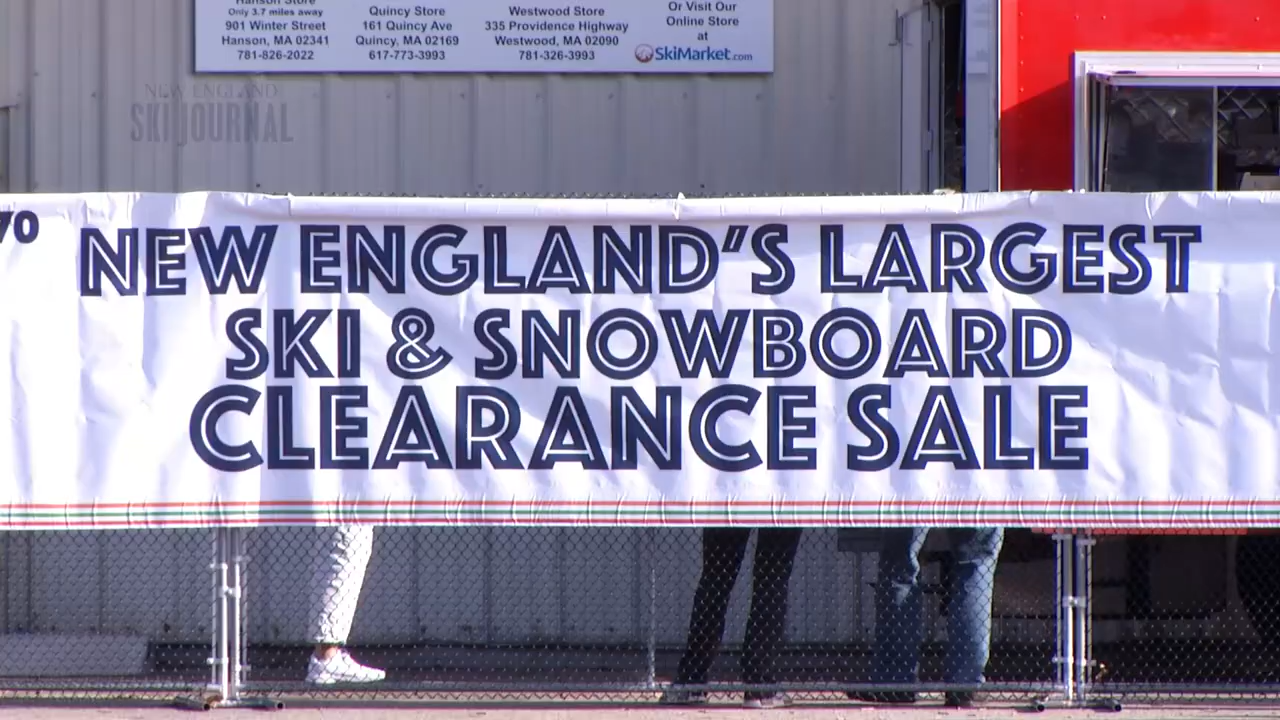 Hanson Store
Only 3.7 miles away
901 Winter Street
Hanson, MA 02341
781-826-2022
Quincy Store
161 Quincy Ave
Quincy, MA 02169
617-773-3993
Westwood Store
335 Providence Highway
Westwood, MA 02090
781-326-3993
Or Visit Our
Online Store
at
SkiMarket.com
NEW ENGLAND
SKI JOURNAL
NEW ENGLAND'S LARGEST
SKI & SNOWBOARD
CLEARANCE SALE